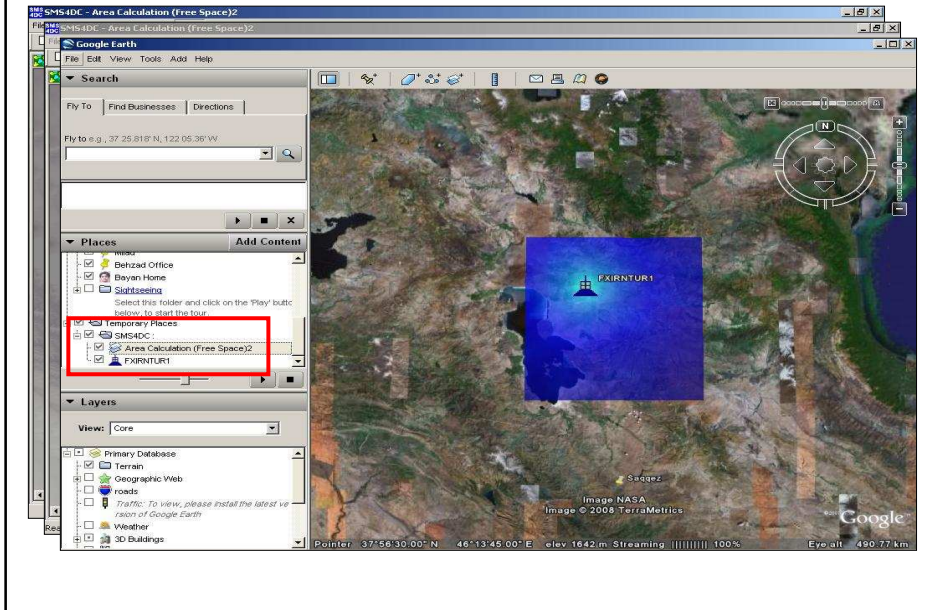 SMS4DC - Area Calculation (Free Space)2
SMS4DC - Area Calculation (Free Space)2
Google Earth
File Edit View Tools Add Help
Search
Fly To Find Businesses Directions
Fly to e.g., 37 25.818' N, 122 05.36' W
Places Add Content
Milad
Behzad Office
Bayan Home
Sightseeing
Select this folder and click on the 'Play' buttc
below, to start the tour.
Temporary Places
SMS4DC :
Area Calculation (Free Space)2
FXIRNTUR1
Layers
View: Core
Primary Database
Terrain
Geographic Web
roads
Traffic: To view, please install the latest ve
rsion of Google Earth
Weather
3D Buildings
N
FXIRNTUR1
Saqqez
Image NASA
Image © 2008 TerraMetrics
Google
Pointer 37°56'30.00" N 46°13'45.00" E elev 1642 m Streaming ||||||||| 100% Eye alt 490.77 km